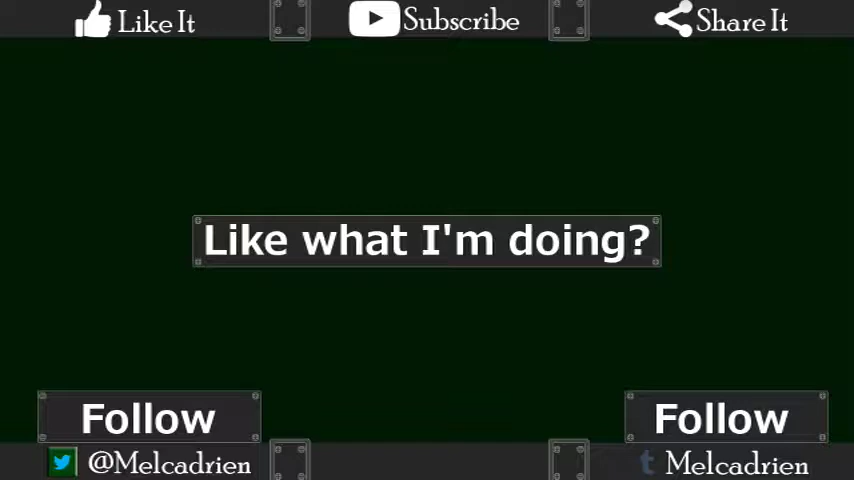 Like It
Subscribe
Share It
Like what I'm doing?
Follow
Follow
@Melcadrien
t Melcadrien